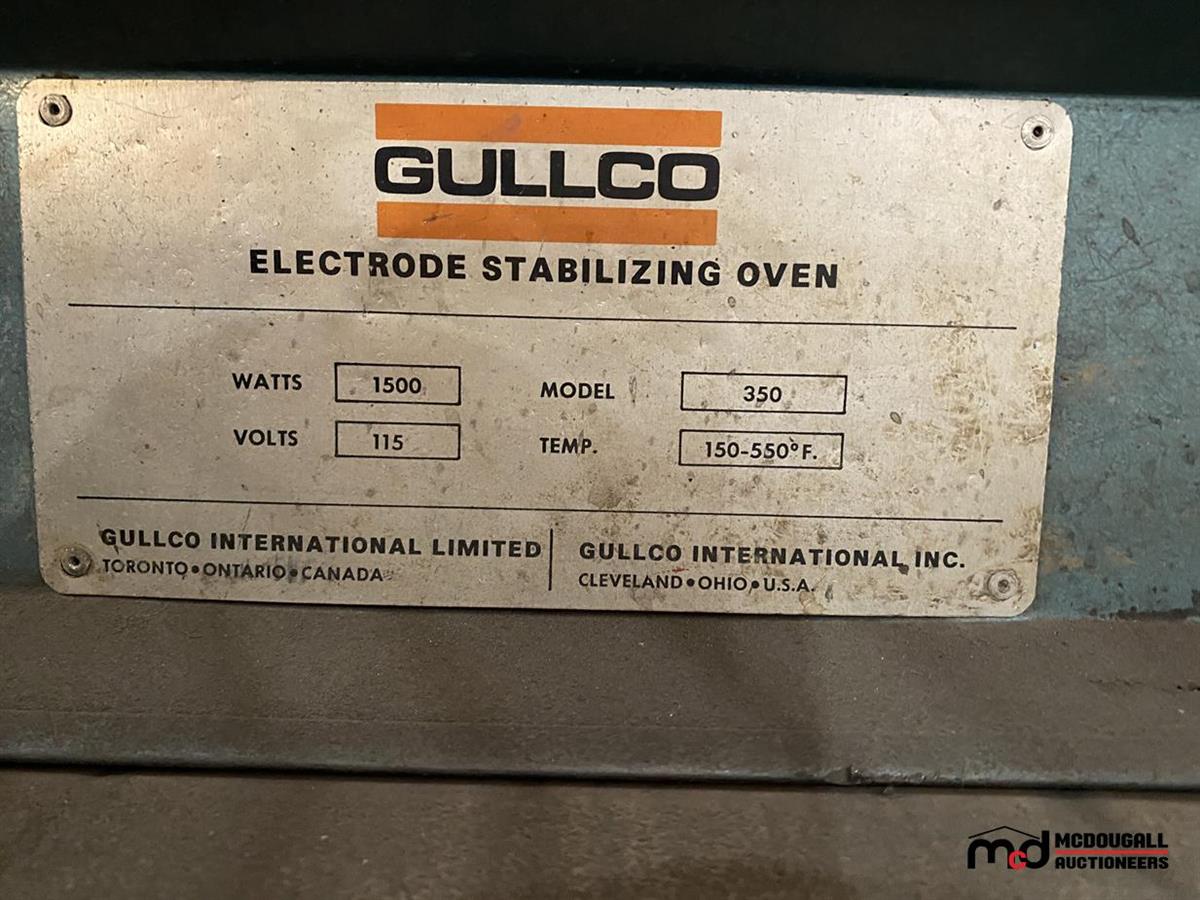 GULLCO
ELECTRODE STABILIZING OVEN
WATTS 1500 MODEL 350
VOLTS 115 TEMP. 150-550°F.
GULLCO INTERNATIONAL LIMITED
TORONTO•ONTARIO•CANADA
GULLCO INTERNATIONAL INC.
CLEVELAND•OHIO•U.S.A.
mcd MCDOUGALL
AUCTIONEERS